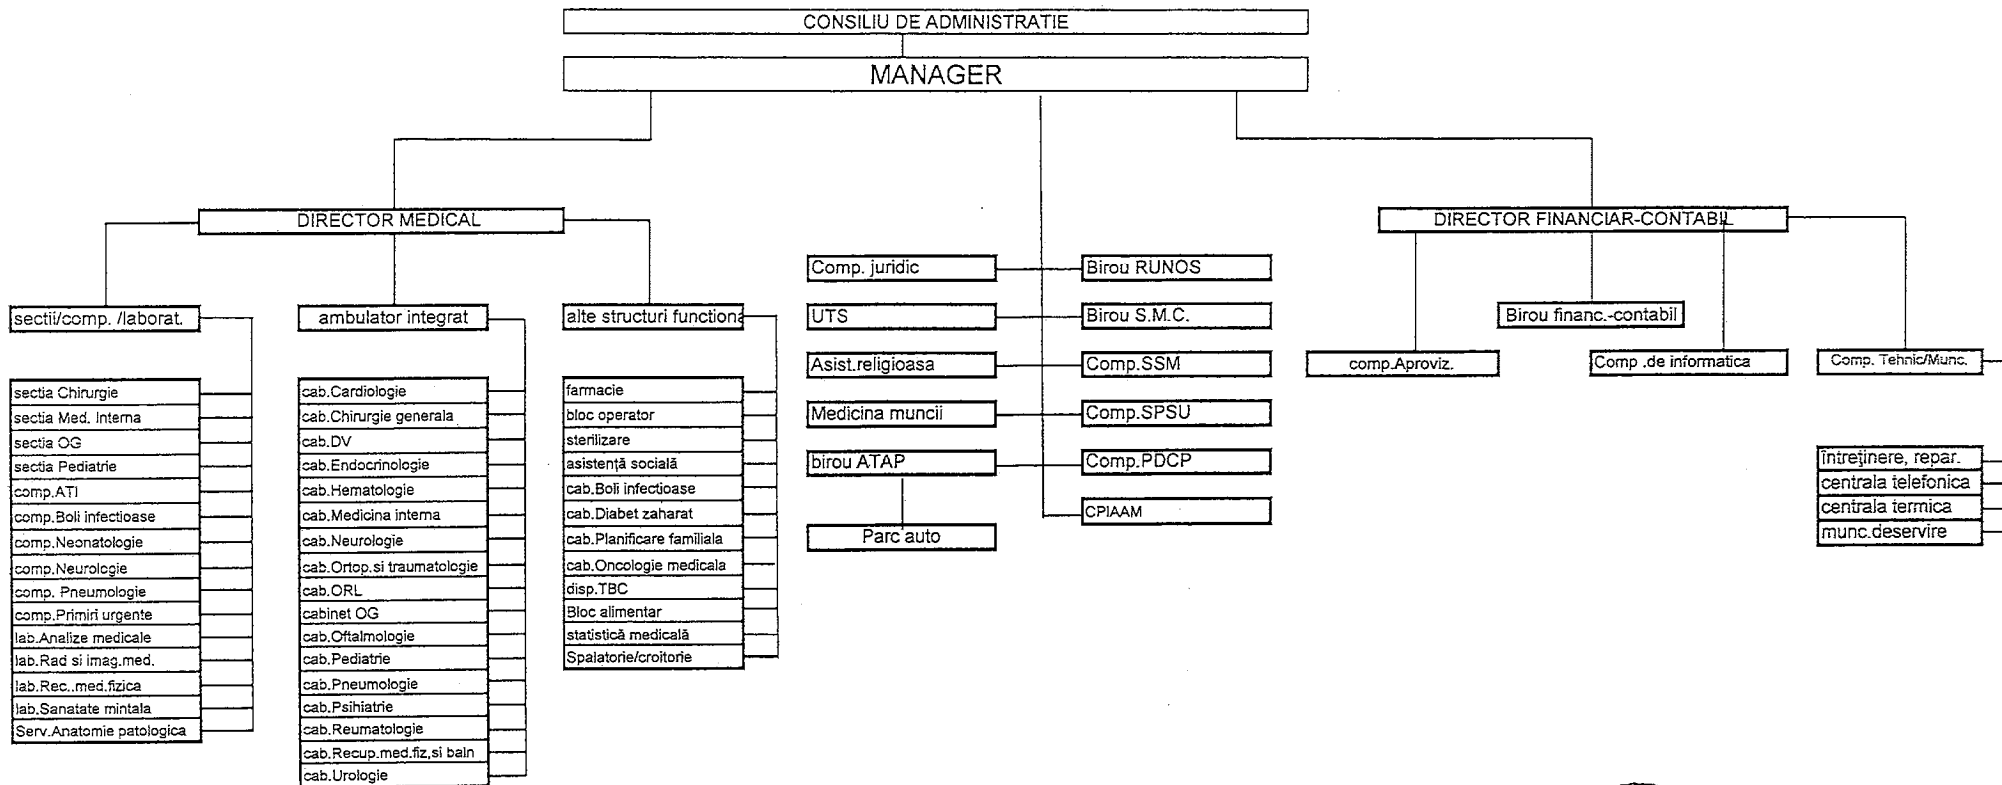 CONSILIU DE ADMINISTRATIE
MANAGER
DIRECTOR MEDICAL
DIRECTOR FINANCIAR-CONTABIL
sectii/comp. /laborat.
sectia Chirurgie
sectia Med. Interna
sectia OG
sectia Pediatrie
comp.ATI
comp.Boli infectioase
comp.Neonatologie
comp.Neurologie
comp. Pneumologie
comp.Primiri urgente
lab.Analize medicale
lab.Rad si imag.med.
lab.Rec..med.fizica
lab.Sanatate mintala
Serv.Anatomie patologica
ambulator integrat
cab.Cardiologie
cab.Chirurgie generala
cab.DV
cab.Endocrinologie
cab.Hematologie
cab.Medicina interna
cab.Neurologie
cab.Ortop.si traumatologie
cab.ORL
cabinet OG
cab.Oftalmologie
cab.Pediatrie
cab.Pneumologie
cab.Psihiatrie
cab.Reumatologie
cab.Recup.med.fiz,si baln
cab.Urologie
alte structuri functiona
farmacie
bloc operator
sterilizare
asistență socială
cab.Boli infectioase
cab.Diabet zaharat
cab.Planificare familiala
cab.Oncologie medicala
disp.TBC
Bloc alimentar
statistică medicală
Spalatorie/croitorie
Comp. juridic
Birou RUNOS
UTS
Birou S.M.C.
Asist.religioasa
Comp.SSM
Medicina muncii
Comp.SPSU
birou ATAP
Comp.PDCP
CPIAAM
Parc auto
Birou financ.-contabil
comp.Aproviz.
Comp .de informatica
Comp. Tehnic/Munc.
întreţinere, repar.
centrala telefonica
centrala termica
munc.deservire